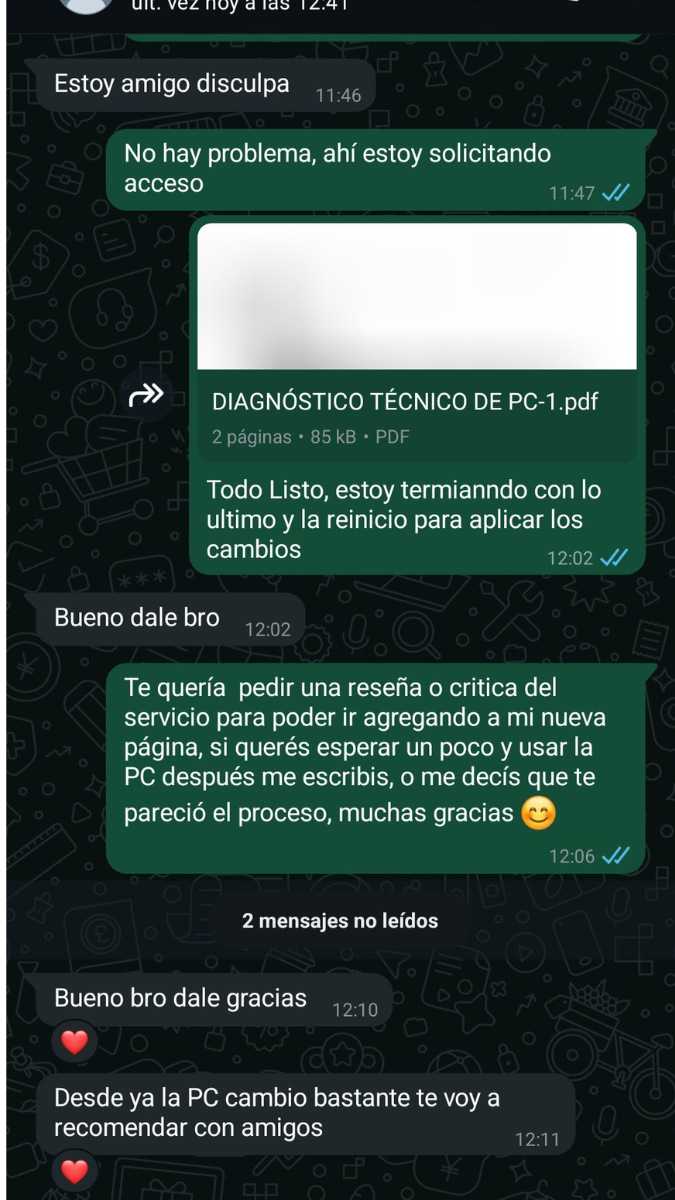 últ. vez hoy a las 12:41
Estoy amigo disculpa
11:46
No hay problema, ahí estoy solicitando
acceso
11:47
DIAGNÓSTICO TÉCNICO DE PC-1.pdf
2 páginas • 85 kB • PDF
Todo Listo, estoy termianndo con lo
ultimo y la reinicio para aplicar los
cambios
12:02
Bueno dale bro
12:02
Te quería  pedir una reseña o critica del
servicio para poder ir agregando a mi nueva
página, si querés esperar un poco y usar la
PC después me escribis, o me decís que te
pareció el proceso, muchas gracias 😊
12:06
2 mensajes no leídos
Bueno bro dale gracias
12:10
❤️
Desde ya la PC cambio bastante te voy a
recomendar con amigos
12:11
❤️